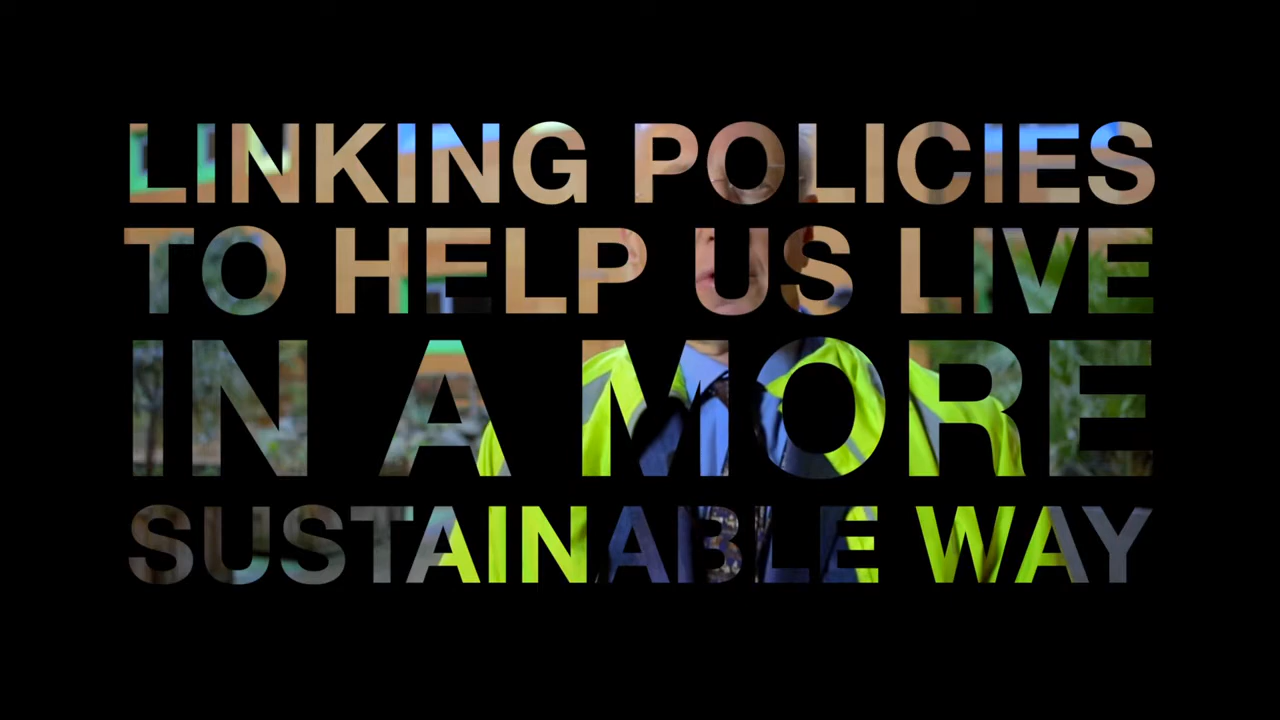 LINKING POLICIES
TO HELP US LIVE
IN A MORE
SUSTAINABLE WAY